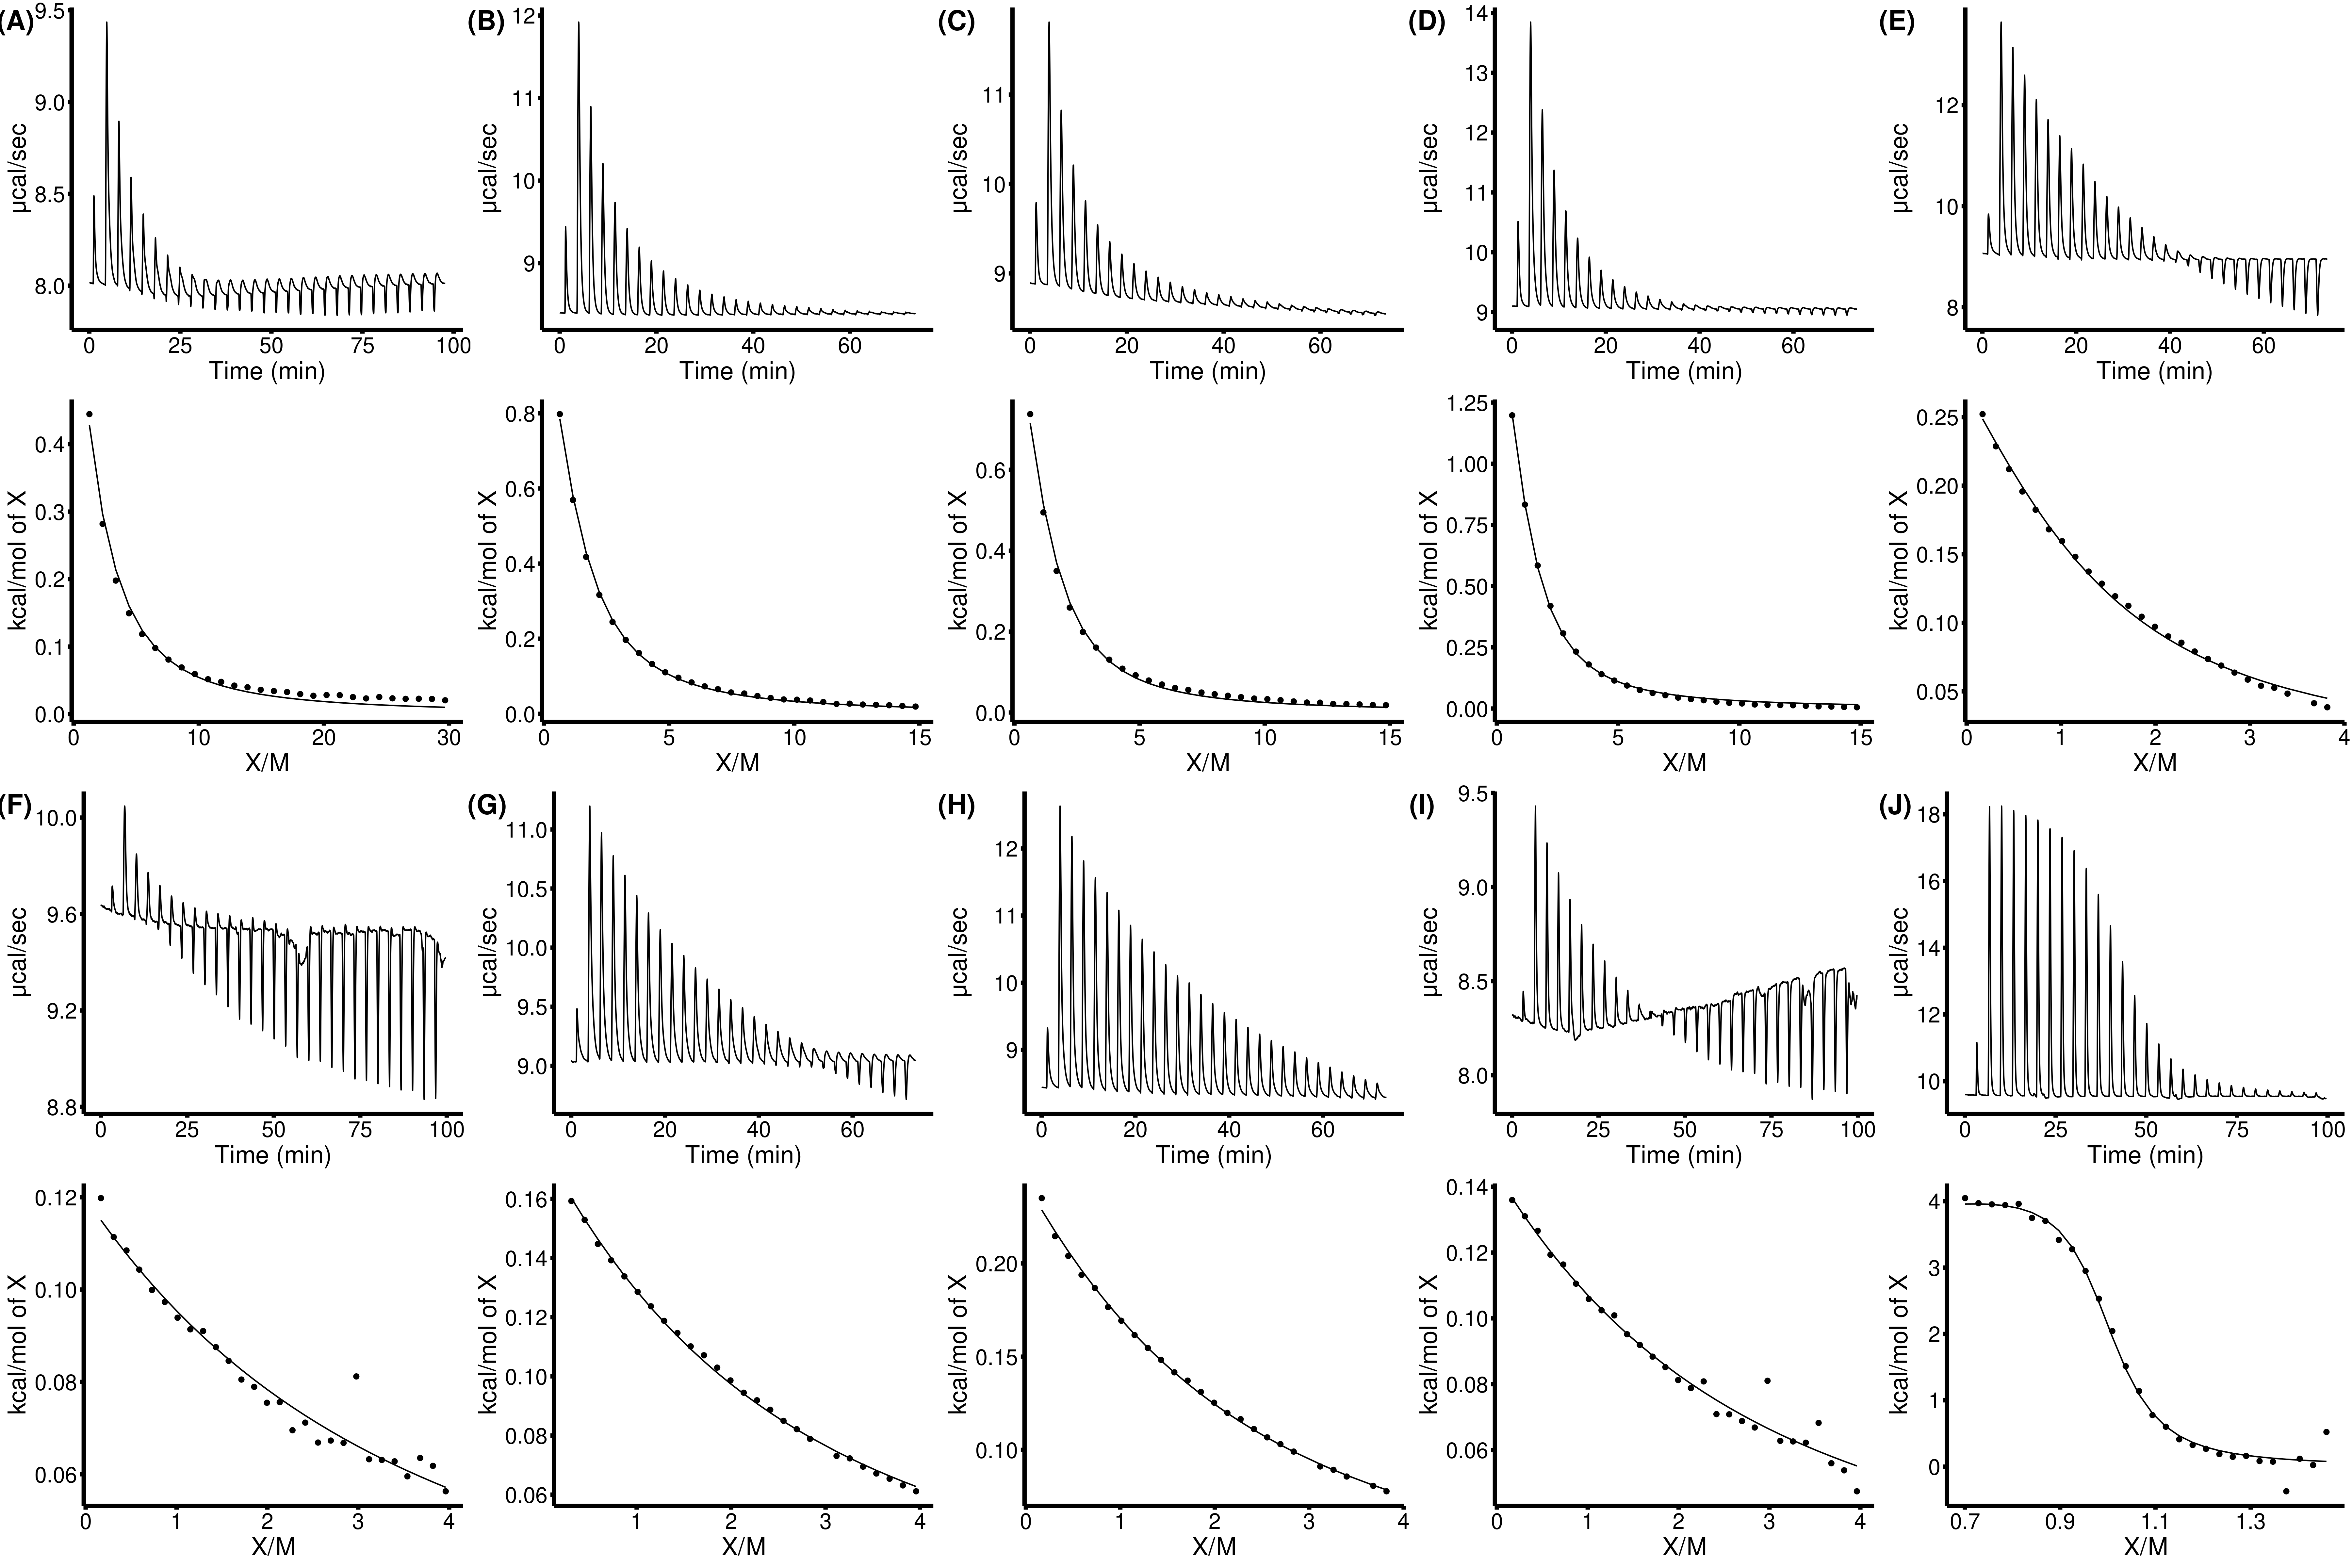 (A)
9.5
9.0
8.5
8.0
µcal/sec
0 25 50 75 100
Time (min)
(B)
12
11
10
9
µcal/sec
0 20 40 60
Time (min)
(C)
11
10
9
µcal/sec
0 20 40 60
Time (min)
(D)
14
13
12
11
10
9
µcal/sec
0 20 40 60
Time (min)
(E)
12
10
8
µcal/sec
0 20 40 60
Time (min)
0.4
0.3
0.2
0.1
0.0
kcal/mol of X
0 10 20 30
X/M
0.8
0.6
0.4
0.2
0.0
kcal/mol of X
0 5 10 15
X/M
0.6
0.4
0.2
0.0
kcal/mol of X
0 5 10 15
X/M
1.25
1.00
0.75
0.50
0.25
0.00
kcal/mol of X
0 5 10 15
X/M
0.25
0.20
0.15
0.10
0.05
kcal/mol of X
0 1 2 3 4
X/M
(F)
10.0
9.6
9.2
8.8
µcal/sec
0 25 50 75 100
Time (min)
(G)
11.0
10.5
10.0
9.5
9.0
µcal/sec
0 20 40 60
Time (min)
(H)
12
11
10
9
µcal/sec
0 20 40 60
Time (min)
(I)
9.5
9.0
8.5
8.0
µcal/sec
0 25 50 75 100
Time (min)
(J)
18
16
14
12
10
µcal/sec
0 25 50 75 100
Time (min)
0.12
0.10
0.08
0.06
kcal/mol of X
0 1 2 3 4
X/M
0.16
0.14
0.12
0.10
0.08
0.06
kcal/mol of X
1 2 3 4
X/M
0.20
0.15
0.10
kcal/mol of X
0 1 2 3 4
X/M
0.14
0.12
0.10
0.08
0.06
kcal/mol of X
0 1 2 3 4
X/M
4
3
2
1
0
kcal/mol of X
0.7 0.9 1.1 1.3
X/M